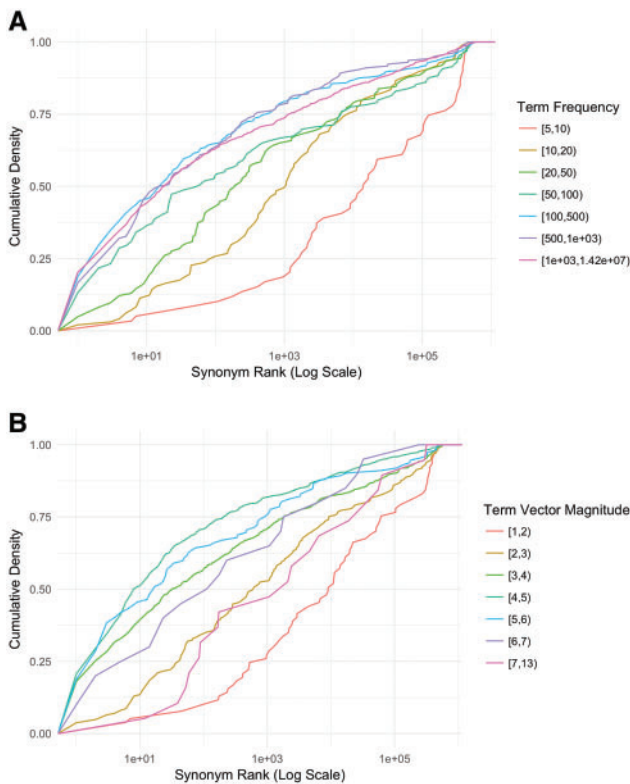 A
1.00
0.75
0.50
0.25
0.00
Cumulative Density
1e+01
1e+03
1e+05
Synonym Rank (Log Scale)
Term Frequency
[5,10)
[10,20)
[20,50)
[50,100)
[100,500)
[500,1e+03)
[1e+03,1.42e+07)
B
1.00
0.75
0.50
0.25
0.00
Cumulative Density
1e+01
1e+03
1e+05
Synonym Rank (Log Scale)
Term Vector Magnitude
[1,2)
[2,3)
[3,4)
[4,5)
[5,6)
[6,7)
[7,13)